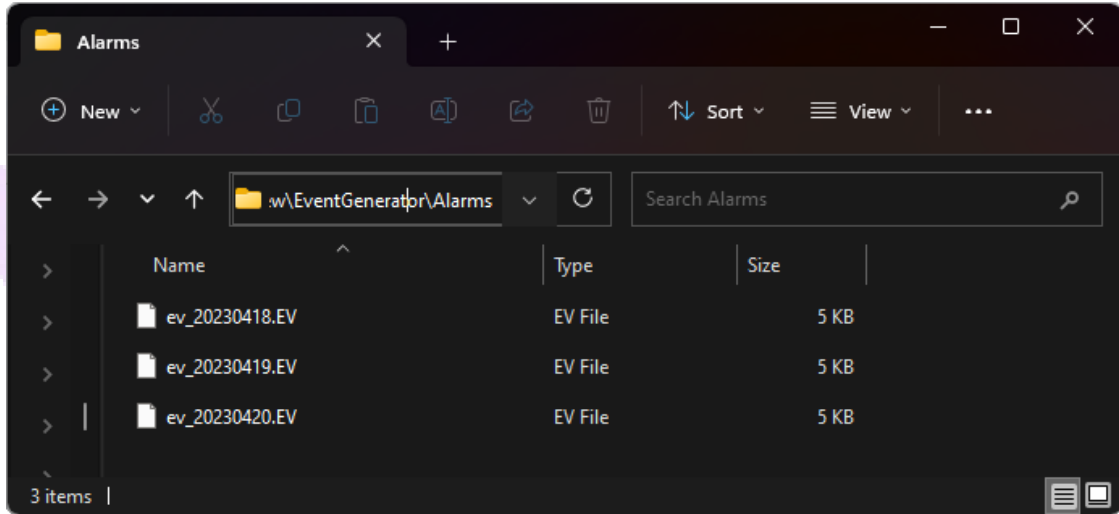 Alarms
New Sort View
:w\EventGenerator\Alarms Search Alarms
Name Type Size
ev_20230418.EV EV File 5 KB
ev_20230419.EV EV File 5 KB
ev_20230420.EV EV File 5 KB
3 items